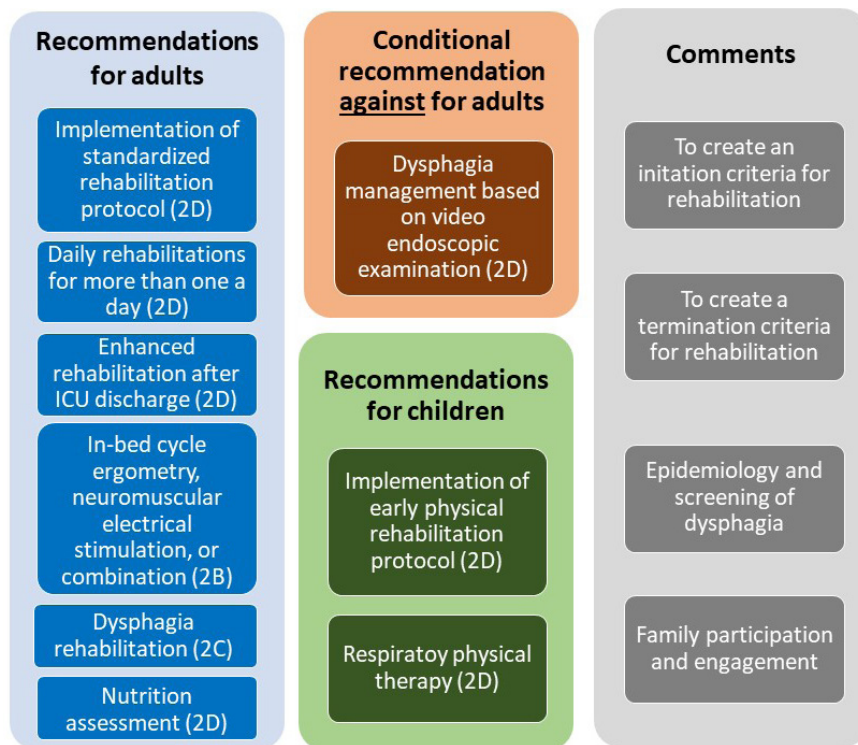 Recommendations
for adults
Implementation of
standardized
rehabilitation
protocol (2D)
Daily rehabilitations
for more than one a
day (2D)
Enhanced
rehabilitation after
ICU discharge (2D)
In-bed cycle
ergometry,
neuromuscular
electrical
stimulation, or
combination (2B)
Dysphagia
rehabilitation (2C)
Nutrition
assessment (2D)
Conditional
recommendation
against for adults
Dysphagia
management based
on video
endoscopic
examination (2D)
Recommendations
for children
Implementation of
early physical
rehabilitation
protocol (2D)
Respiratoy physical
therapy (2D)
Comments
To create an
initation criteria for
rehabilitation
To create a
termination criteria
for rehabilitation
Epidemiology and
screening of
dysphagia
Family participation
and engagement